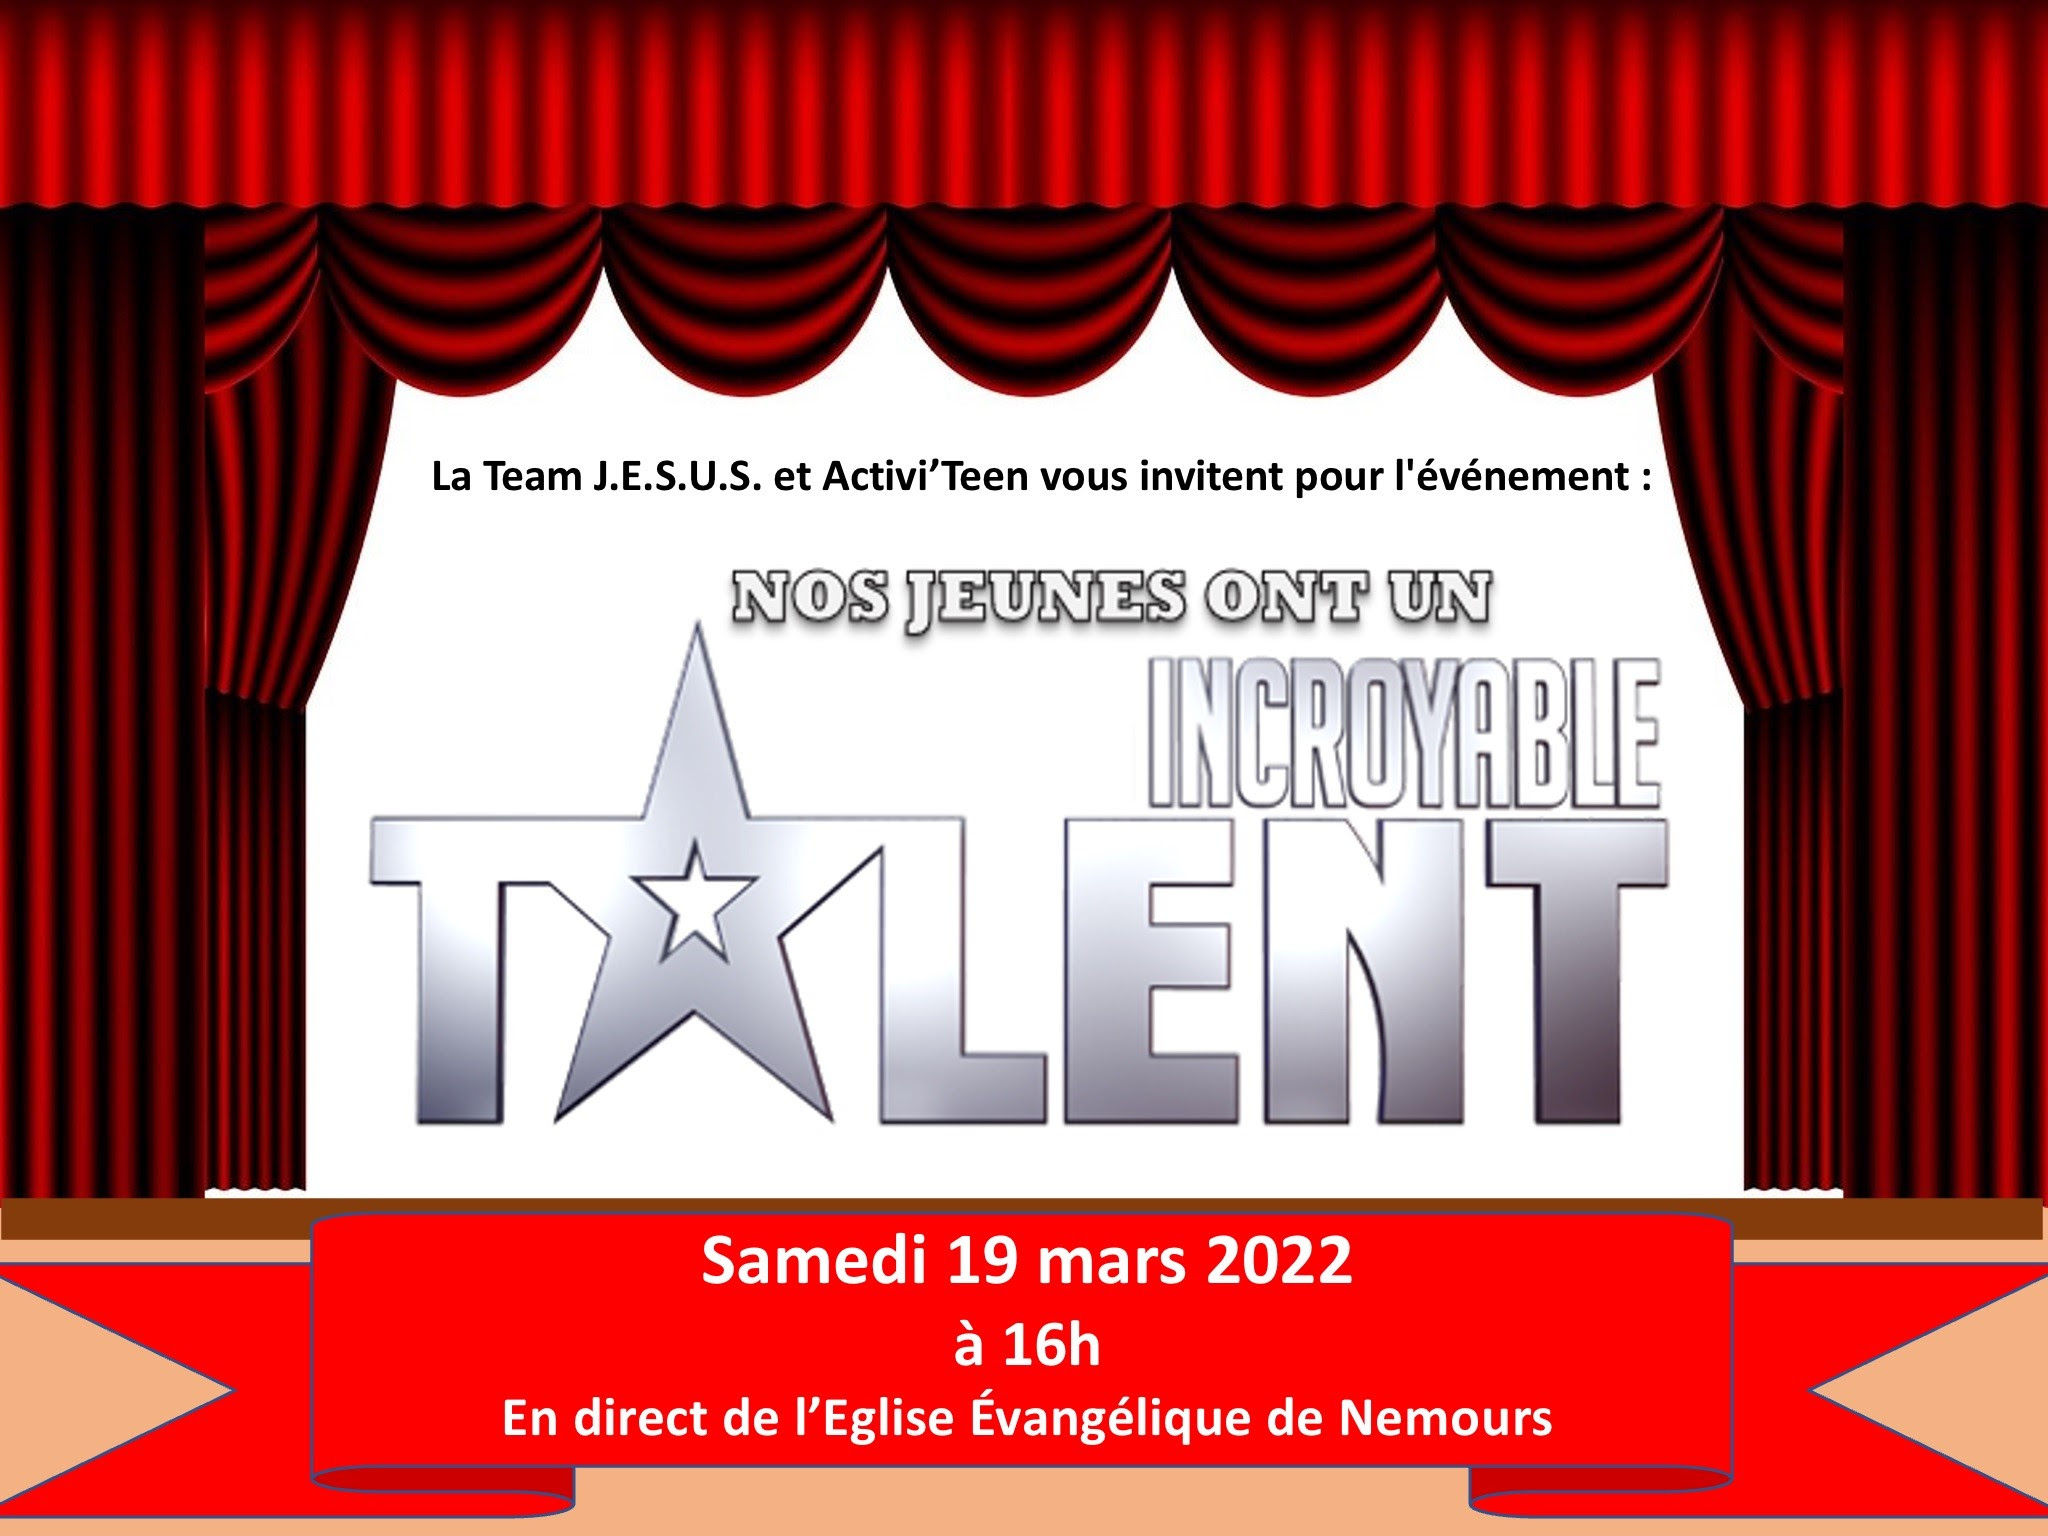 La Team J.E.S.U.S. et Activi’Teen vous invitent pour l'événement :
NOS JEUNES ONT UN
INCROYABLE
TALENT
Samedi 19 mars 2022
à 16h
En direct de l’Eglise Évangélique de Nemours